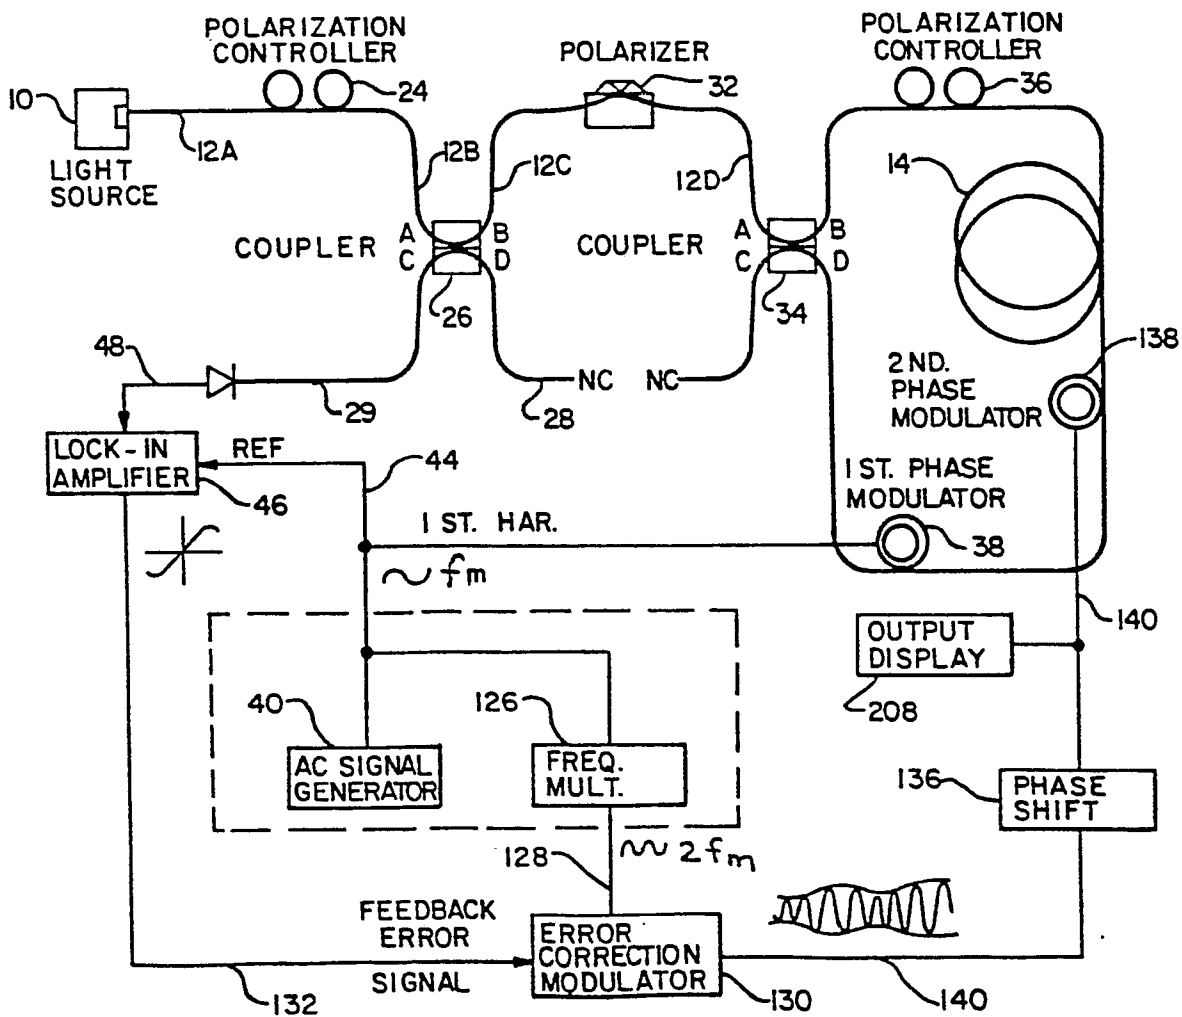 POLARIZATION
CONTROLLER
24
10
12A
LIGHT
SOURCE
POLARIZER
32
POLARIZATION
CONTROLLER
36
12B
12C
12D
14
COUPLER
A
B
C
D
26
COUPLER
A
B
C
D
34
48
29
28
NC
NC
2ND.
PHASE
MODULATOR
138
LOCK-IN
AMPLIFIER
REF
44
46
1ST. PHASE
MODULATOR
38
1 ST. HAR.
~ fm
140
OUTPUT
DISPLAY
208
40
126
AC SIGNAL
GENERATOR
FREQ.
MULT.
136
PHASE
SHIFT
128
2fm
FEEDBACK
ERROR
SIGNAL
ERROR
CORRECTION
MODULATOR
132
130
140